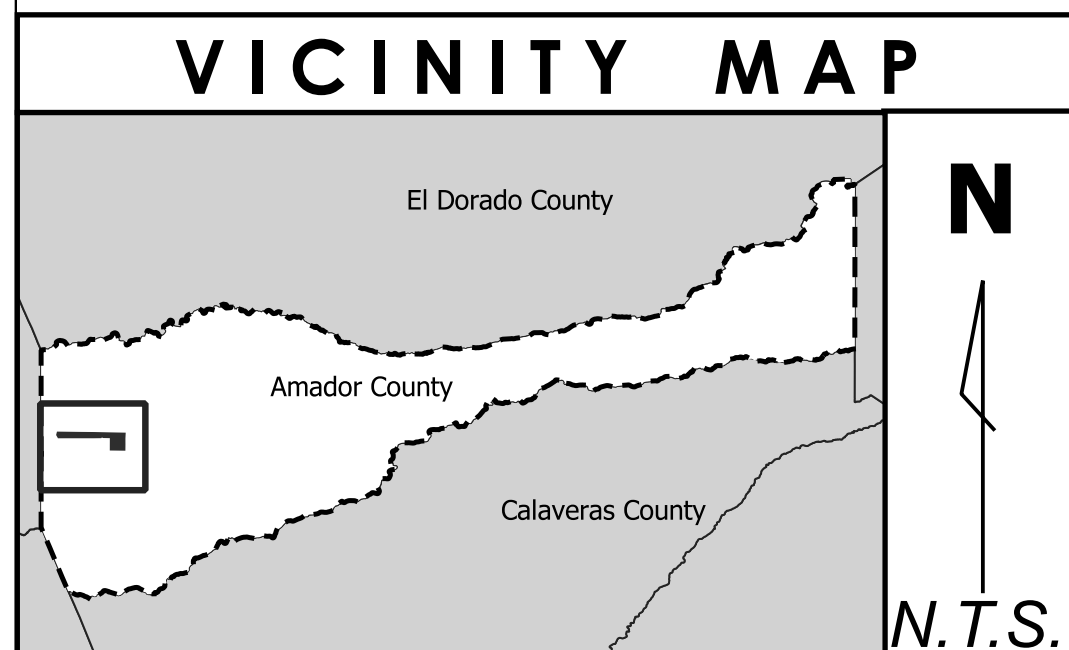 VICINITY MAP
El Dorado County
N
Amador County
Calaveras County
N.T.S.